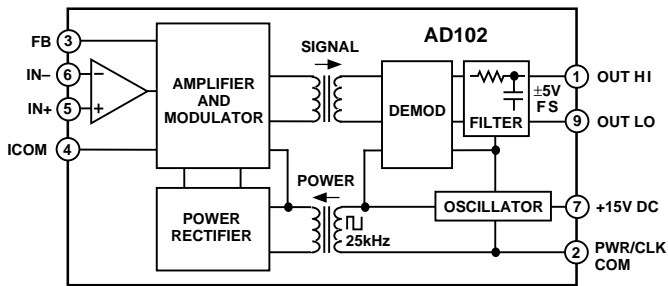 AD102
FB 3
IN– 6
IN+ 5
ICOM 4
–
+
AMPLIFIER
AND
MODULATOR
SIGNAL
DEMOD
±5V
FS
FILTER
1 OUT HI
9 OUT LO
POWER
RECTIFIER
POWER
25kHz
OSCILLATOR
7 +15V DC
2 PWR/CLK
COM